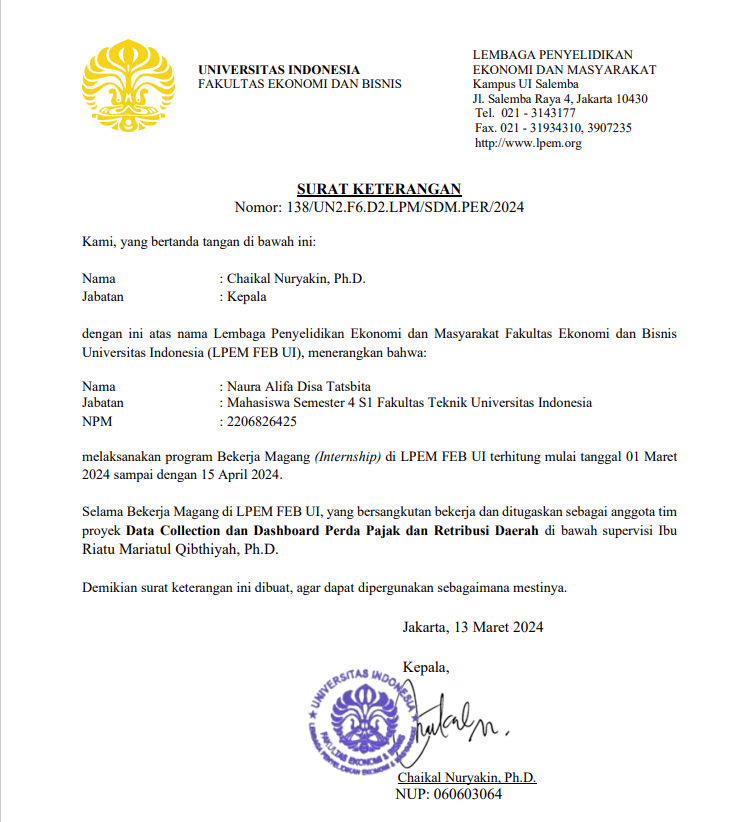 UNIVERSITAS INDONESIA
FAKULTAS EKONOMI DAN BISNIS
LEMBAGA PENYELIDIKAN
EKONOMI DAN MASYARAKAT
Kampus UI Salemba
Jl. Salemba Raya 4, Jakarta 10430
Tel. 021 - 3143177
Fax. 021 - 31934310, 3907235
http://www.lpem.org
SURAT KETERANGAN
Nomor: 138/UN2.F6.D2.LPM/SDM.PER/2024
Kami, yang bertanda tangan di bawah ini:
Nama : Chaikal Nuryakin, Ph.D.
Jabatan : Kepala
dengan ini atas nama Lembaga Penyelidikan Ekonomi dan Masyarakat Fakultas Ekonomi dan Bisnis
Universitas Indonesia (LPEM FEB UI), menerangkan bahwa:
Nama : Naura Alifa Disa Tatsbita
Jabatan : Mahasiswa Semester 4 S1 Fakultas Teknik Universitas Indonesia
NPM : 2206826425
melaksanakan program Bekerja Magang (Internship) di LPEM FEB UI terhitung mulai tanggal 01 Maret
2024 sampai dengan 15 April 2024.
Selama Bekerja Magang di LPEM FEB UI, yang bersangkutan bekerja dan ditugaskan sebagai anggota tim
proyek Data Collection dan Dashboard Perda Pajak dan Retribusi Daerah di bawah supervisi Ibu
Riatu Mariatul Qibthiyah, Ph.D.
Demikian surat keterangan ini dibuat, agar dapat dipergunakan sebagaimana mestinya.
Jakarta, 13 Maret 2024
Kepala,
UNIVERSITAS INDONESIA
FAKULTAS EKONOMI & BISNIS
LEMBAGA PENYELIDIKAN EKONOMI & MASYARAKAT
Chaikal Nuryakin, Ph.D.
NUP: 060603064